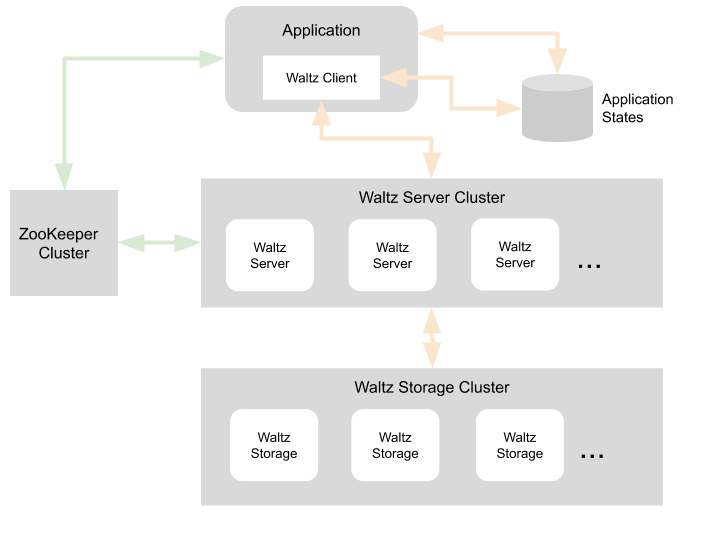 Application
Waltz Client
Application
States
ZooKeeper
Cluster
Waltz Server Cluster
Waltz
Server
Waltz
Server
Waltz
Server
...
Waltz Storage Cluster
Waltz
Storage
Waltz
Storage
Waltz
Storage
...